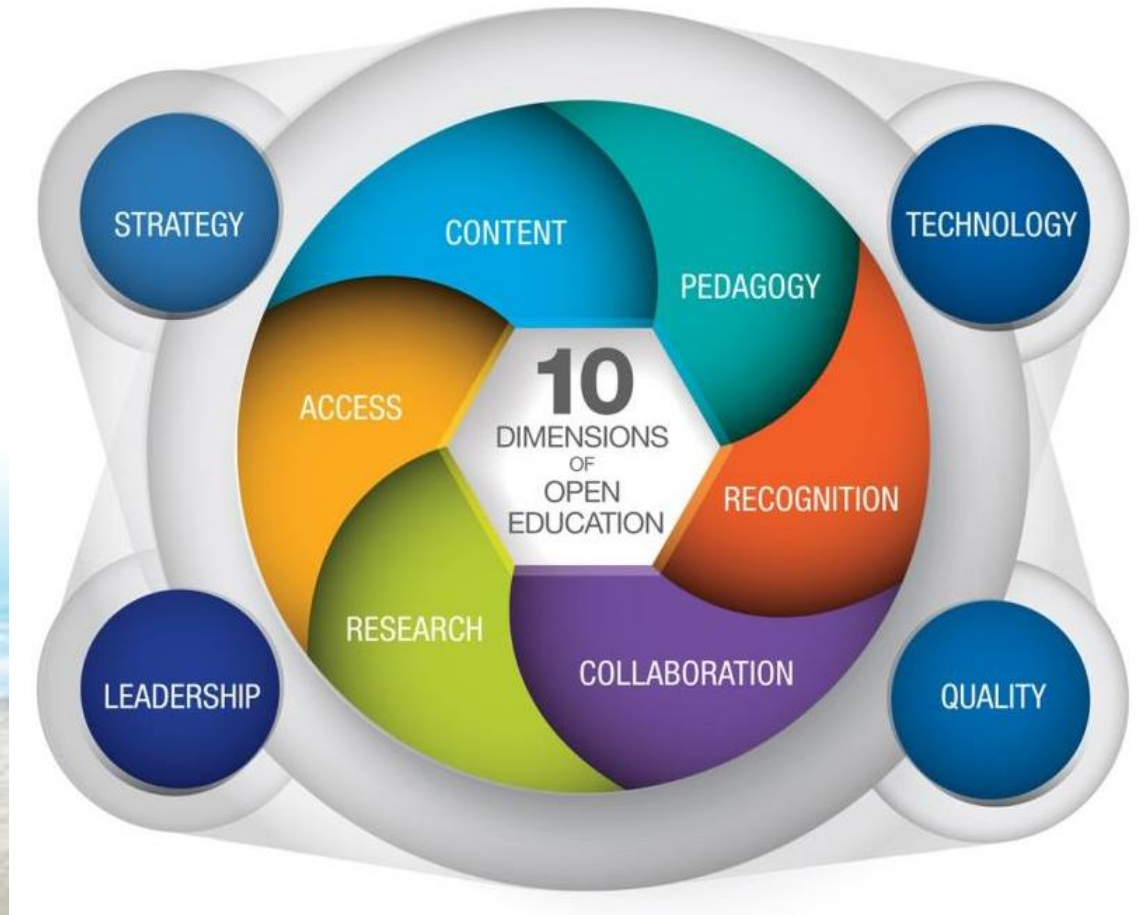 STRATEGY
TECHNOLOGY
CONTENT
PEDAGOGY
ACCESS
10
DIMENSIONS
OF
OPEN
EDUCATION
RECOGNITION
RESEARCH
COLLABORATION
LEADERSHIP
QUALITY